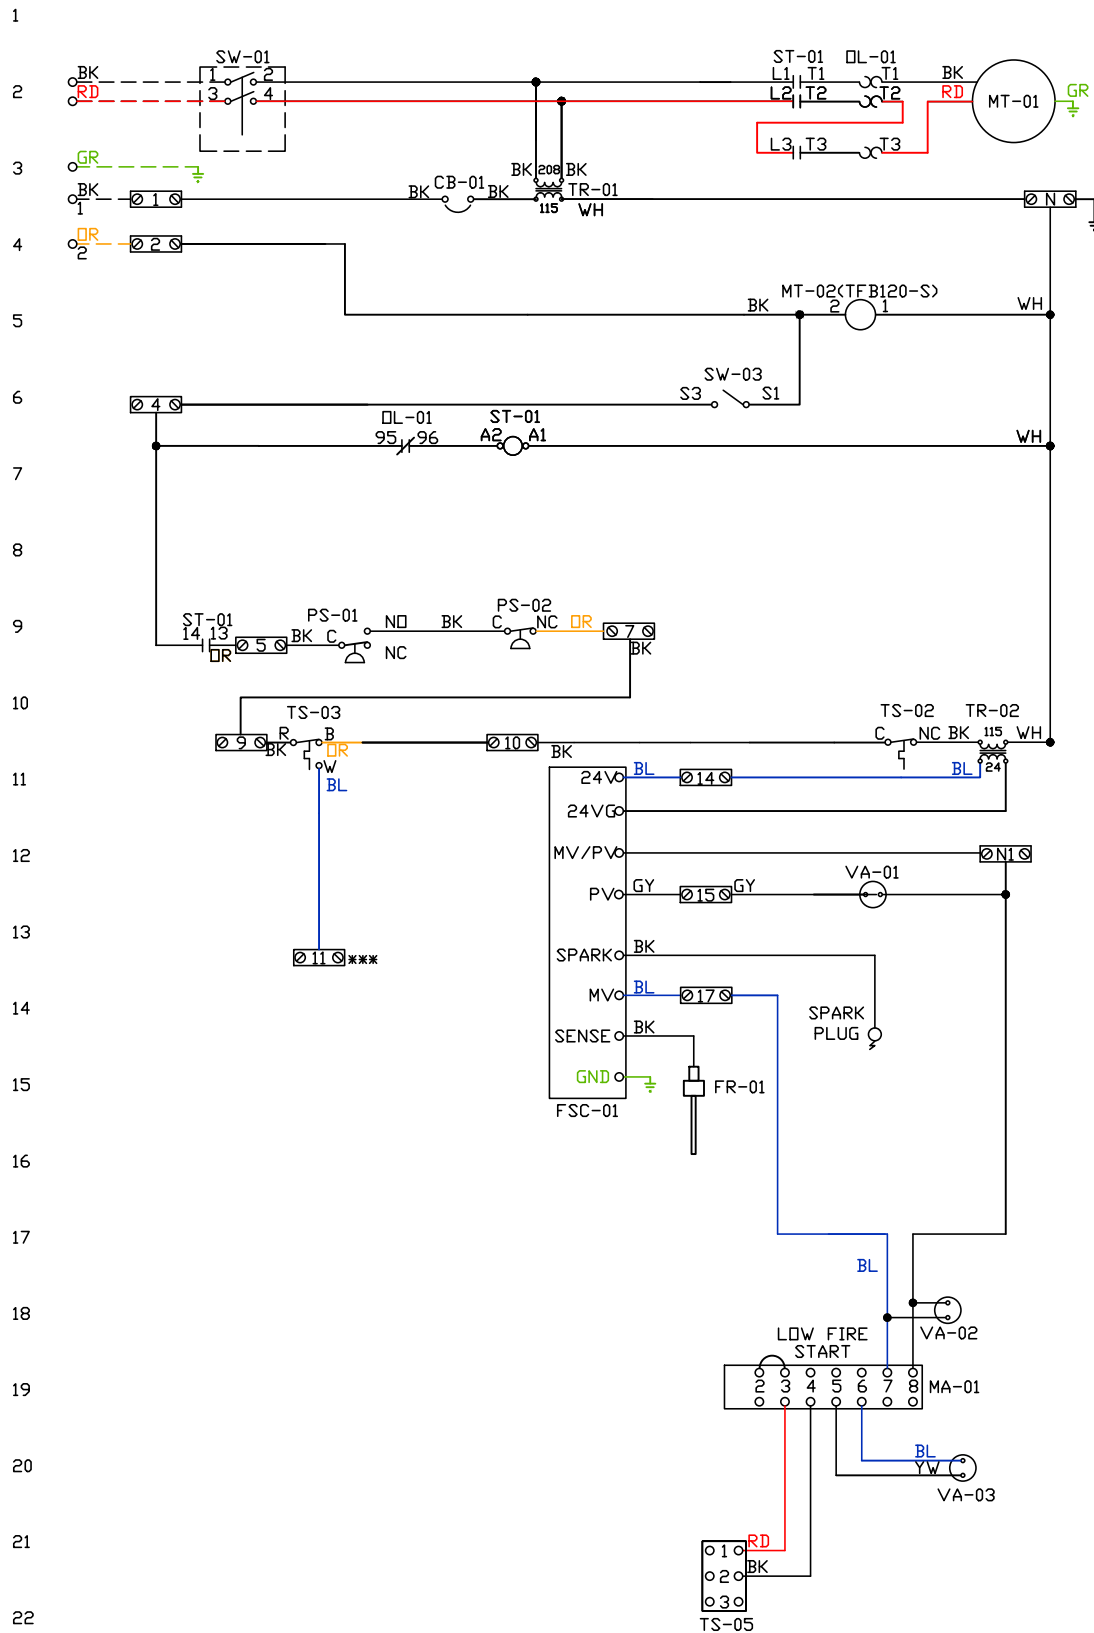 1
SW-01
ST-01 OL-01
BK 1 2 L1 T1 T1 BK
2 RD 3 4 L2 T2 T2 RD MT-01 GR
L3 T3 T3
3 GR
BK 208 BK
BK 1 1 BK CB-01 BK 115 TR-01 WH N
4 OR 2 2
MT-02(TFB120-S)
5 BK 2 1 WH
SW-03
6 4 S3 S1
OL-01 ST-01
95 96 A2 A1 WH
7
8
PS-02
9 ST-01 PS-01 NO BK C NC OR 7
14 13 OR 5 BK C NC BK
10
TS-03 TS-02 TR-02
9 BK R B OR 10 BK C NC BK 115 WH
W 24
11 BL 24V BL 14 BL
24VG
12 MV/PV N1
VA-01
PV GY 15 GY
13
SPARK BK
11 ***
MV BL 17
14 SPARK
PLUG
SENSE BK
15 GND FR-01
FSC-01
16
17
BL
18
VA-02
LOW FIRE
START
19 2 3 4 5 6 7 8 MA-01
20 BL
YW
VA-03
21 RD
1
BK
2
3
22 TS-05